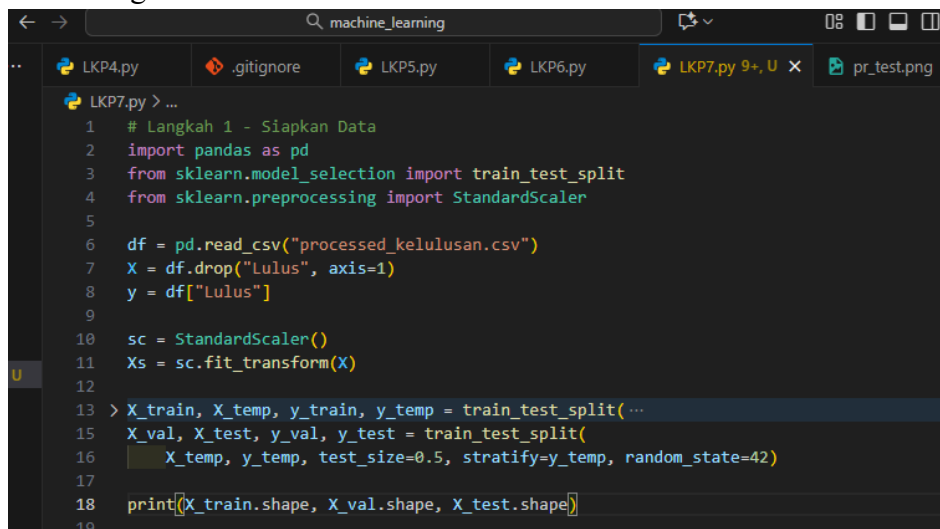 ← → machine_learning
LKP4.py .gitignore LKP5.py LKP6.py LKP7.py 9+, U × pr_test.png
LKP7.py > ...
1 # Langkah 1 - Siapkan Data
2 import pandas as pd
3 from sklearn.model_selection import train_test_split
4 from sklearn.preprocessing import StandardScaler
5
6 df = pd.read_csv("processed_kelulusan.csv")
7 X = df.drop("Lulus", axis=1)
8 y = df["Lulus"]
9
10 sc = StandardScaler()
11 Xs = sc.fit_transform(X)
U
12
13 > X_train, X_temp, y_train, y_temp = train_test_split( ...
15 X_val, X_test, y_val, y_test = train_test_split(
16     X_temp, y_temp, test_size=0.5, stratify=y_temp, random_state=42)
17
18 print(X_train.shape, X_val.shape, X_test.shape)
19